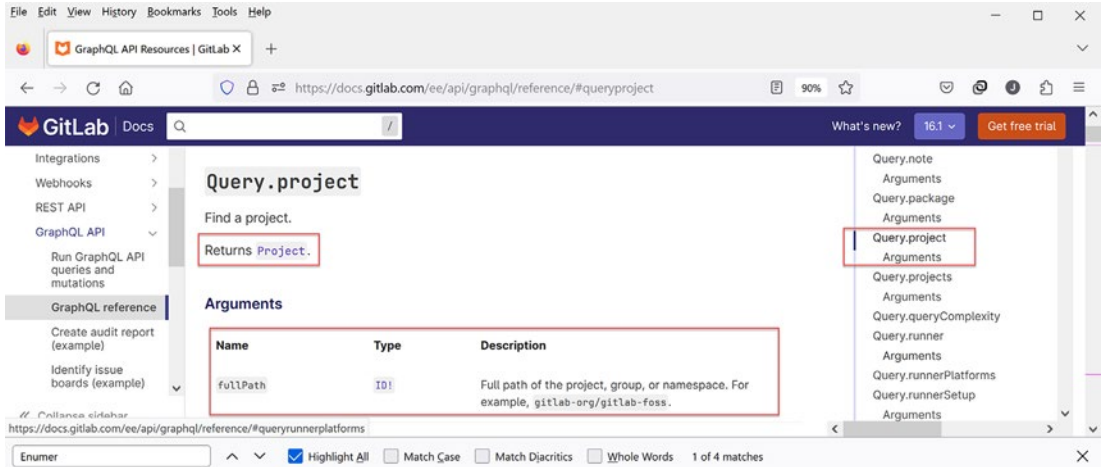 File Edit View History Bookmarks Tools Help
GraphQL API Resources | GitLab
https://docs.gitlab.com/ee/api/graphql/reference/#queryproject
90%
J
GitLab Docs
/
What's new?
16.1
Get free trial
Integrations
Webhooks
REST API
GraphQL API
Run GraphQL API
queries and
mutations
GraphQL reference
Create audit report
(example)
Identify issue
boards (example)
Collapse sidebar
Query.project
Find a project.
Returns Project.
Arguments
Name Type Description
fullPath ID! Full path of the project, group, or namespace. For
example, gitlab-org/gitlab-foss.
Query.note
Arguments
Query.package
Arguments
Query.project
Arguments
Query.projects
Arguments
Query.queryComplexity
Query.runner
Arguments
Query.runnerPlatforms
Query.runnerSetup
Arguments
https://docs.gitlab.com/ee/api/graphql/reference/#queryrunnerplatforms
Enumer
Highlight All Match Case Match Diacritics Whole Words 1 of 4 matches